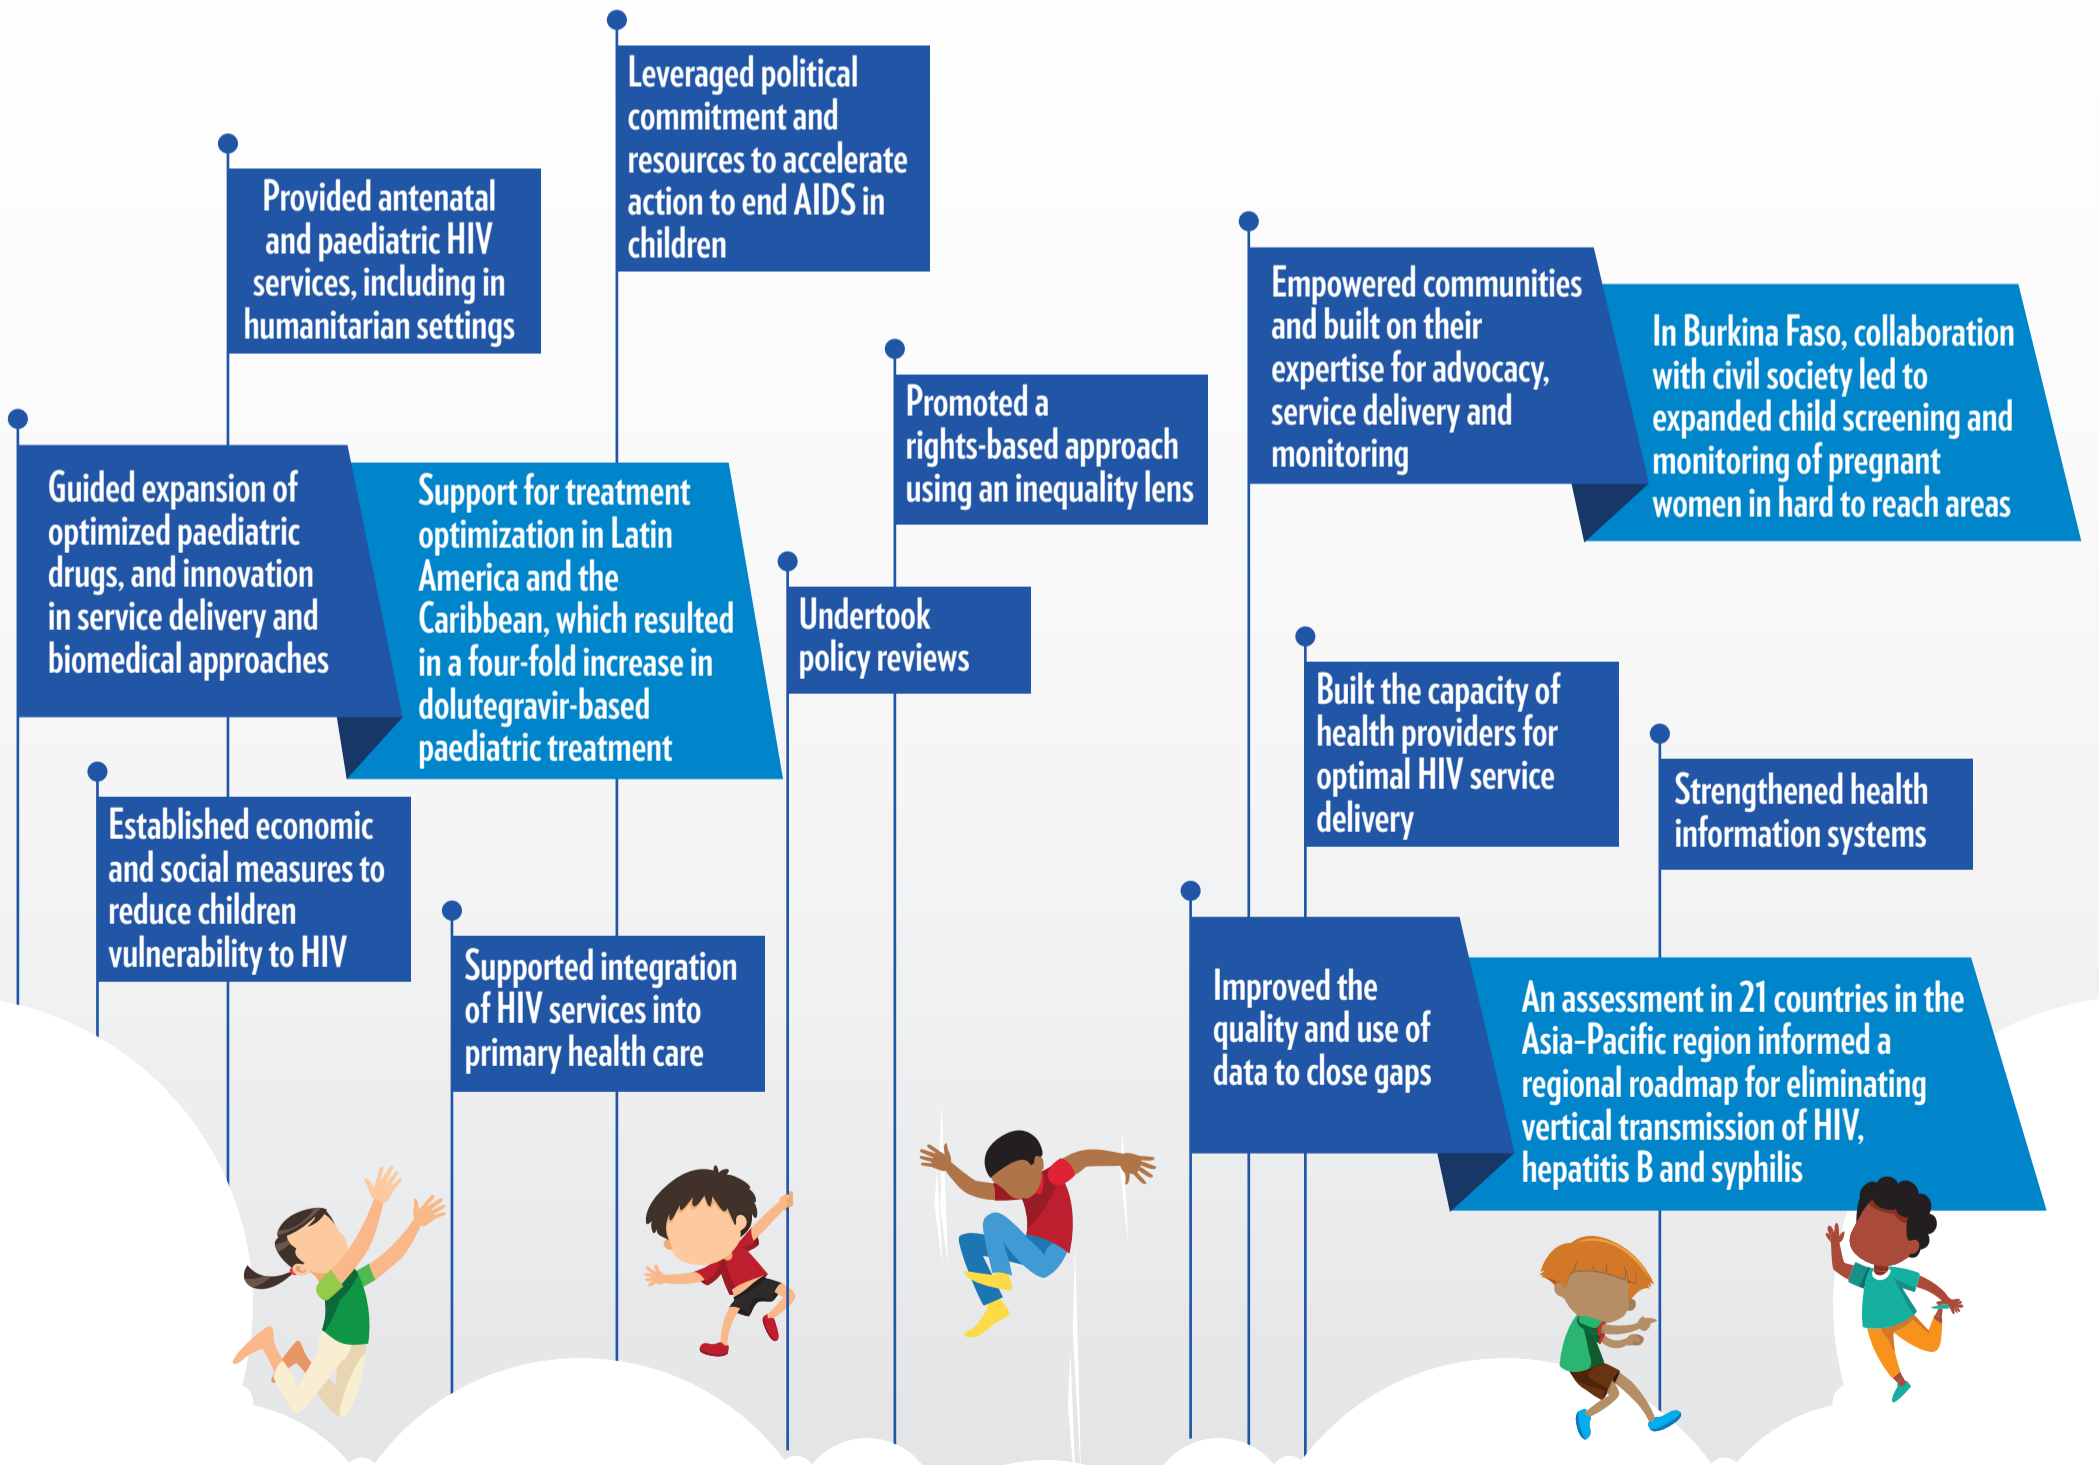 Leveraged political
commitment and
resources to accelerate
action to end AIDS in
children
Provided antenatal
and paediatric HIV
services, including in
humanitarian settings
Guided expansion of
optimized paediatric
drugs, and innovation
in service delivery and
biomedical approaches
Support for treatment
optimization in Latin
America and the
Caribbean, which resulted
in a four-fold increase in
dolutegravir-based
paediatric treatment
Established economic
and social measures to
reduce children
vulnerability to HIV
Supported integration
of HIV services into
primary health care
Promoted a
rights-based approach
using an inequality lens
Undertook
policy reviews
Empowered communities
and built on their
expertise for advocacy,
service delivery and
monitoring
In Burkina Faso, collaboration
with civil society led to
expanded child screening and
monitoring of pregnant
women in hard to reach areas
Built the capacity of
health providers for
optimal HIV service
delivery
Strengthened health
information systems
Improved the
quality and use of
data to close gaps
An assessment in 21 countries in the
Asia-Pacific region informed a
regional roadmap for eliminating
vertical transmission of HIV,
hepatitis B and syphilis